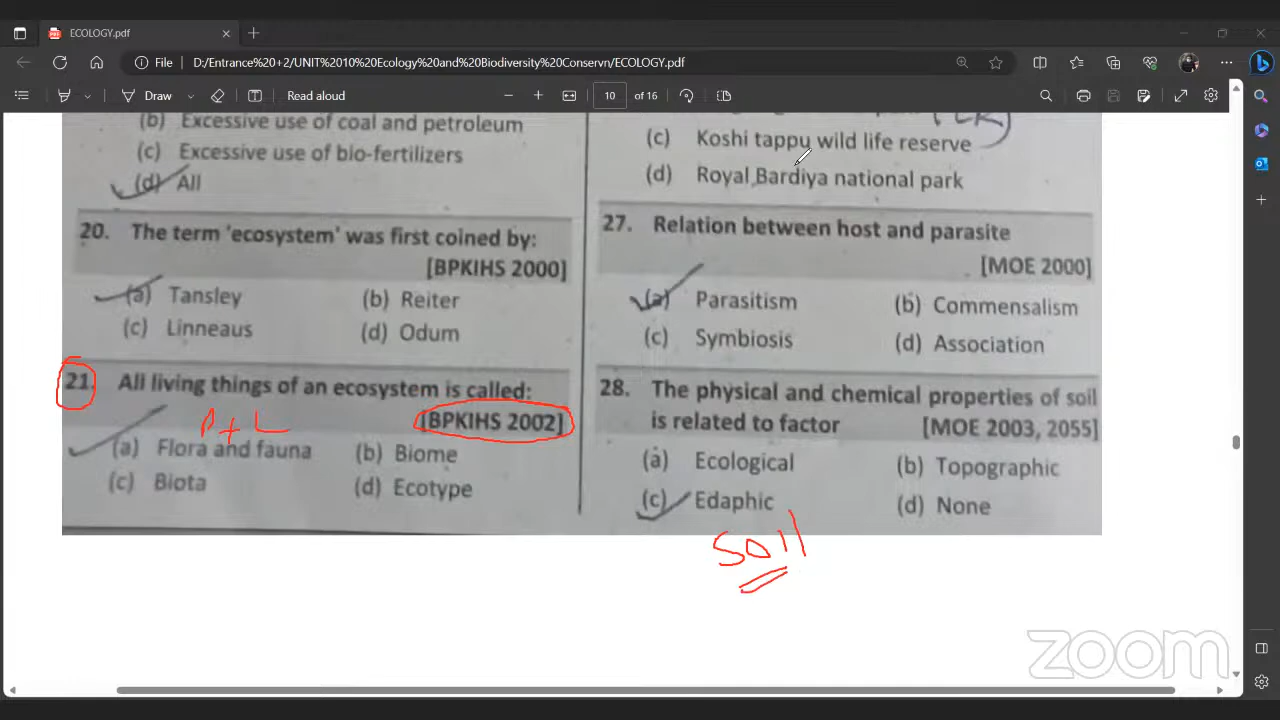 ECOLOGY.pdf
File D:/Entrance%20+2/UNIT%2010%20Ecology%20and%20Biodiversity%20Conservn/ECOLOGY.pdf
Draw
Read aloud
10 of 16
(b) Excessive use of coal and petroleum
(c) Excessive use of bio-fertilizers
(d) All
20. The term 'ecosystem' was first coined by:
[BPKIHS 2000]
(a) Tansley (b) Reiter
(c) Linneaus (d) Odum
21. All living things of an ecosystem is called:
[BPKIHS 2002]
(a) Flora and fauna (b) Biome
(c) Biota (d) Ecotype
(c) Koshi tappu wild life reserve
(d) Royal Bardiya national park
27. Relation between host and parasite
[MOE 2000]
(a) Parasitism (b) Commensalism
(c) Symbiosis (d) Association
28. The physical and chemical properties of soil
is related to factor [MOE 2003, 2055]
(a) Ecological (b) Topographic
(c) Edaphic (d) None
soil
zoom